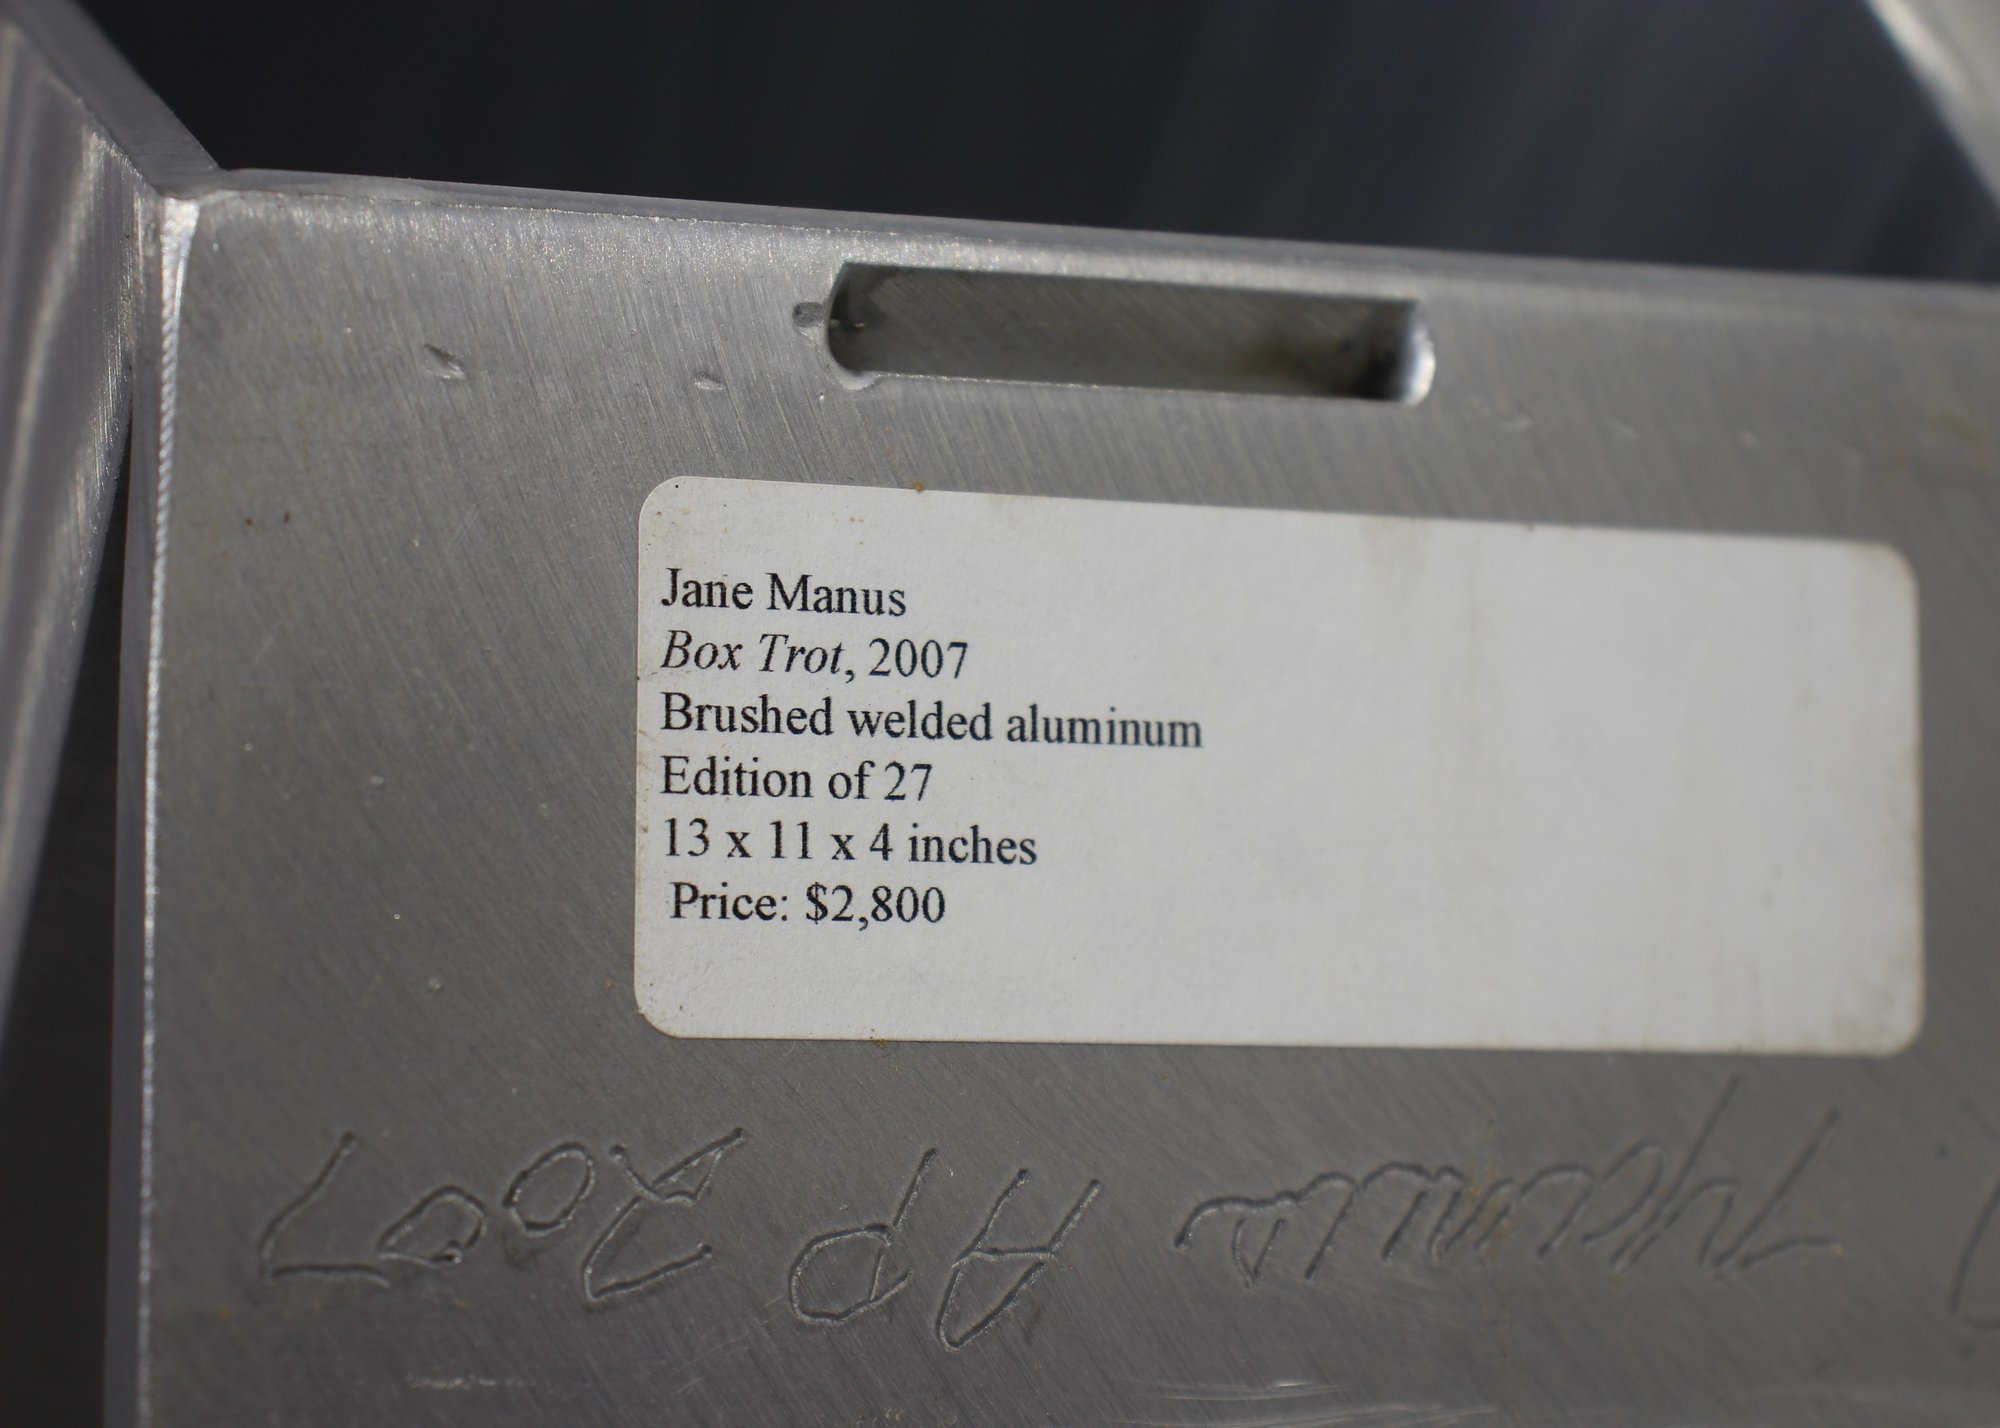 Jane Manus
Box Trot, 2007
Brushed welded aluminum
Edition of 27
13 x 11 x 4 inches
Price: $2,800
AP 2007